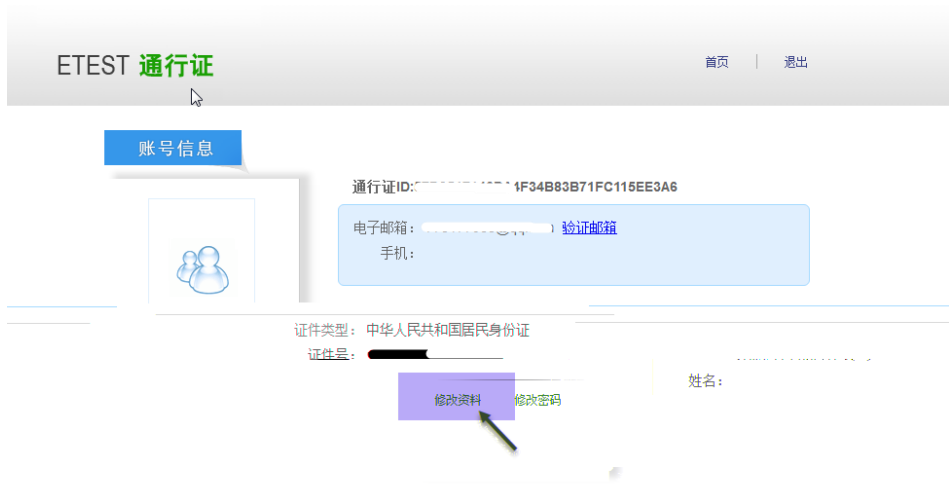 ETEST 通行证
首页 | 退出
账号信息
通行证ID: 4F34B83B71FC115EE3A6
电子邮箱： 验证邮箱
手机：
证件类型： 中华人民共和国居民身份证
证件号：
姓名：
修改资料 修改密码